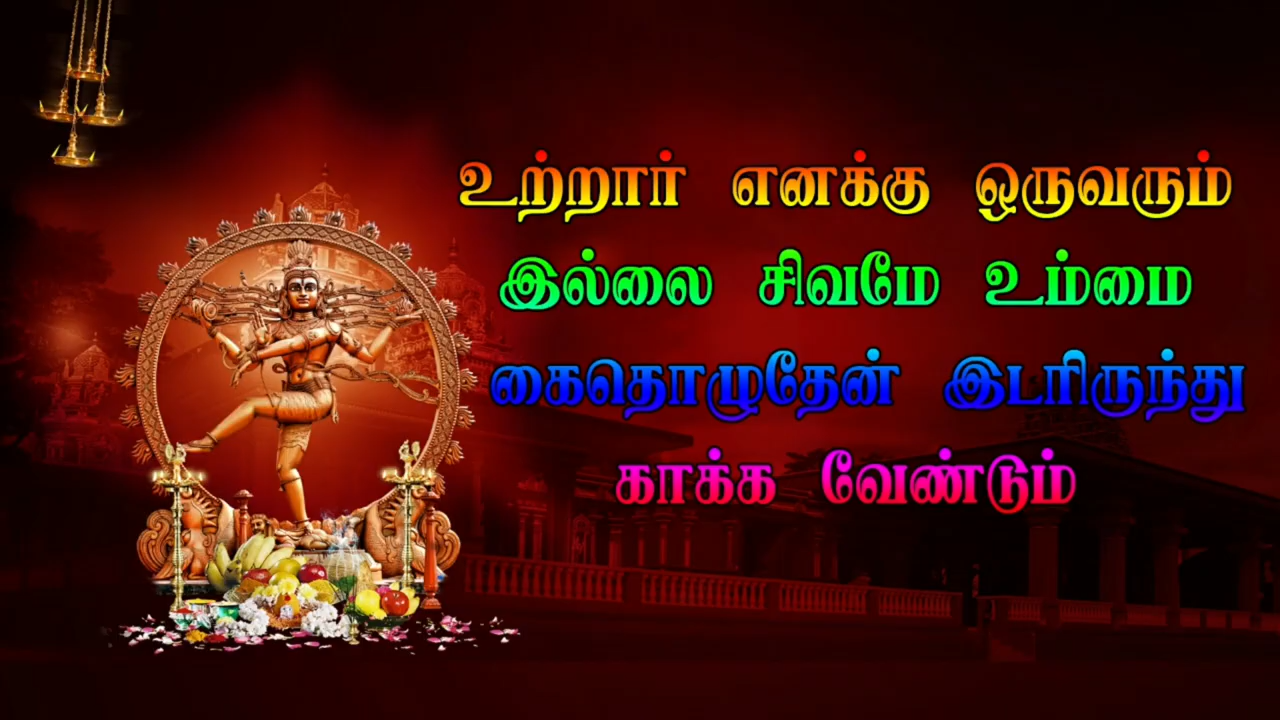 உற்றார் எனக்கு ஒருவரும்
இல்லை சிவமே உம்மை
கைதொழுதேன் இடரிருந்து
காக்க வேண்டும்